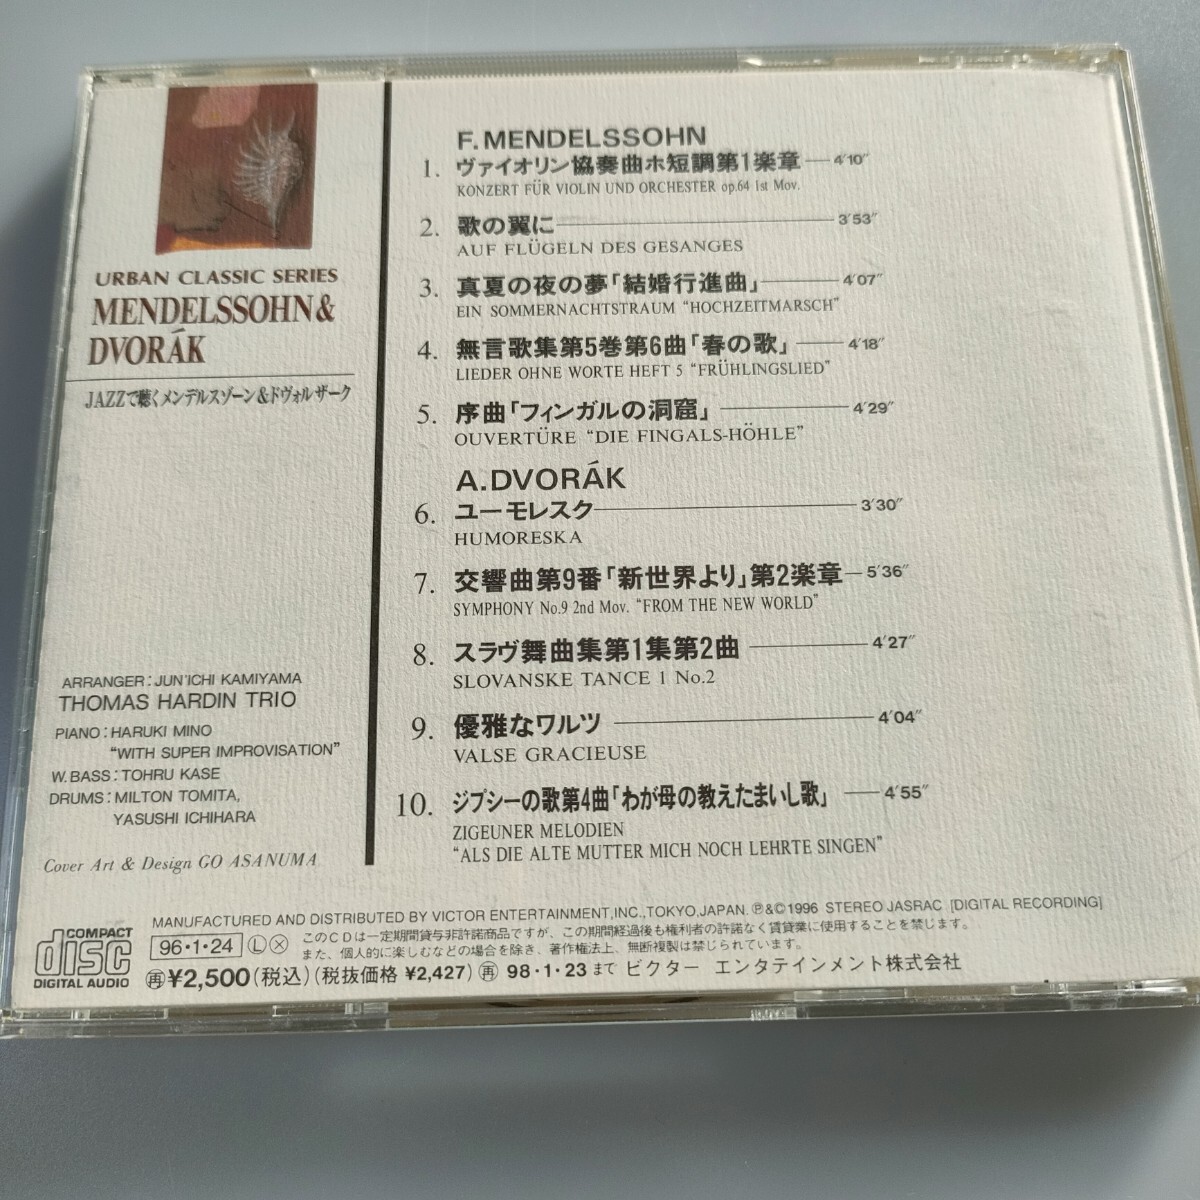 URBAN CLASSIC SERIES
MENDELSSOHN&
DVORÁK
JAZZで聴くメンデルスゾーン&ドヴォルザーク
ARRANGER:JUN'ICHI KAMIYAMA
THOMAS HARDIN TRIO
PIANO:HARUKI MINO
"WITH SUPER IMPROVISATION"
W.BASS:TOHRU KASE
DRUMS:MILTON TOMITA,
YASUSHI ICHIHARA
Cover Art & Design GO ASANUMA
F.MENDELSSOHN
1. ヴァイオリン協奏曲ホ短調第1楽章 4'10"
KONZERT FÜR VIOLIN UND ORCHESTER op.64 1st Mov.
2. 歌の翼に 3'53"
AUF FLÜGELN DES GESANGES
3. 真夏の夜の夢「結婚行進曲」 4'07"
EIN SOMMERNACHTSTRAUM "HOCHZEITMARSCH"
4. 無言歌集第5巻第6曲「春の歌」 4'18"
LIEDER OHNE WORTE HEFT 5 "FRÜHLINGSLIED"
5. 序曲「フィンガルの洞窟」 4'29"
OUVERTÜRE "DIE FINGALS-HÖHLE"
A.DVORÁK
6. ユーモレスク 3'30"
HUMORESKA
7. 交響曲第9番「新世界より」第2楽章 5'36"
SYMPHONY No.9 2nd Mov. "FROM THE NEW WORLD"
8. スラヴ舞曲集第1集第2曲 4'27"
SLOVANSKE TANCE 1 No.2
9. 優雅なワルツ 4'04"
VALSE GRACIEUSE
10. ジプシーの歌第4曲「わが母の教えたまいし歌」 4'55"
ZIGEUNER MELODIEN
"ALS DIE ALTE MUTTER MICH NOCH LEHRTE SINGEN"
MANUFACTURED AND DISTRIBUTED BY VICTOR ENTERTAINMENT,INC.,TOKYO,JAPAN. ℗&©1996 STEREO JASRAC [DIGITAL RECORDING]
COMPACT disc DIGITAL AUDIO
96・1・24 Ⓛ Ⓧ このCDは一定期間貸与非許諾商品ですが、この期間経過後も権利者の許諾なく賃貸業に使用することを禁じます。
また、個人的に楽しむなどの場合を除き、著作権法上、無断複製は禁じられています。
㊢¥2,500(税込)(税抜価格 ¥2,427) 再 98・1・23まで ビクター エンタテインメント株式会社